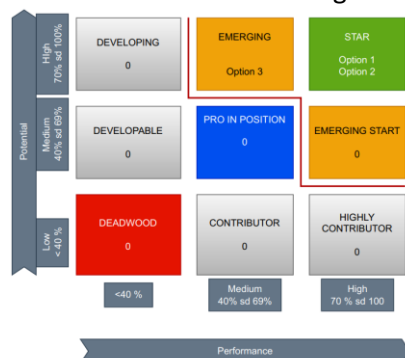 Potential
HIgh
70% sd 100%
DEVELOPING
0
EMERGING
Option 3
STAR
Option 1
Option 2
Medium
40% sd 69%
DEVELOPABLE
0
PRO IN POSITION
0
EMERGING START
0
Low
< 40 %
DEADWOOD
0
CONTRIBUTOR
0
HIGHLY
CONTRIBUTOR
0
<40 %
Medium
40% sd 69%
High
70 % sd 100
Performance